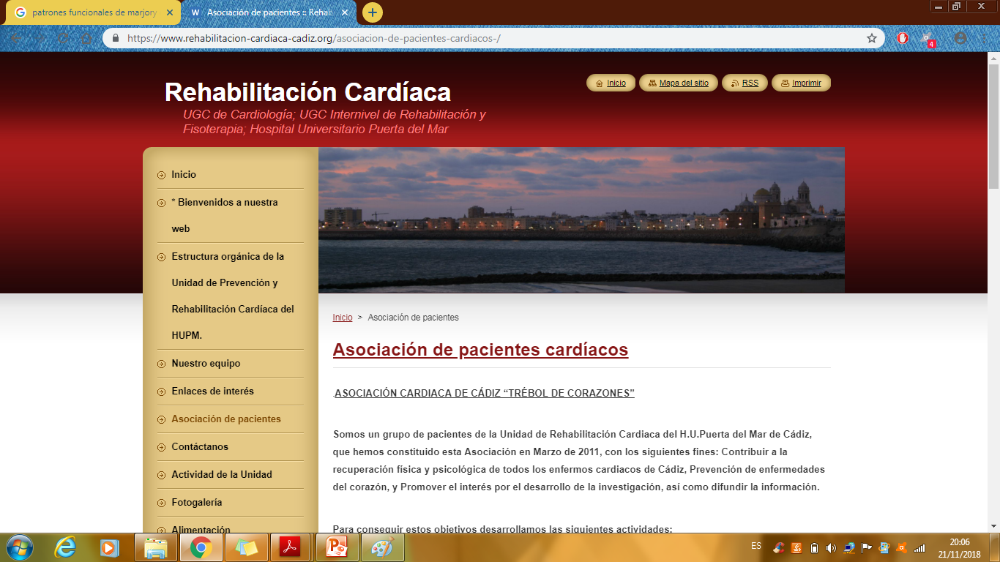 patrones funcionales de marjory
Asociación de pacientes :: Rehab
https://www.rehabilitacion-cardiaca-cadiz.org/asociacion-de-pacientes-cardiacos-/
4
Rehabilitación Cardíaca
UGC de Cardiología; UGC Internivel de Rehabilitación y
Fisoterapia; Hospital Universitario Puerta del Mar
Inicio
Mapa del sitio
RSS
Imprimir
Inicio
* Bienvenidos a nuestra
web
Estructura orgánica de la
Unidad de Prevención y
Rehabilitación Cardíaca del
HUPM.
Nuestro equipo
Enlaces de interés
Asociación de pacientes
Contáctanos
Actividad de la Unidad
Fotogalería
Alimentación
Inicio > Asociación de pacientes
Asociación de pacientes cardíacos
ASOCIACIÓN CARDIACA DE CÁDIZ “TRÉBOL DE CORAZONES”
Somos un grupo de pacientes de la Unidad de Rehabilitación Cardiaca del H.U.Puerta del Mar de Cádiz,
que hemos constituido esta Asociación en Marzo de 2011, con los siguientes fines: Contribuir a la
recuperación física y psicológica de todos los enfermos cardiacos de Cádiz, Prevención de enfermedades
del corazón, y Promover el interés por el desarrollo de la investigación, así como difundir la información.
Para conseguir estos objetivos desarrollamos las siguientes actividades:
ES
20:06
21/11/2018